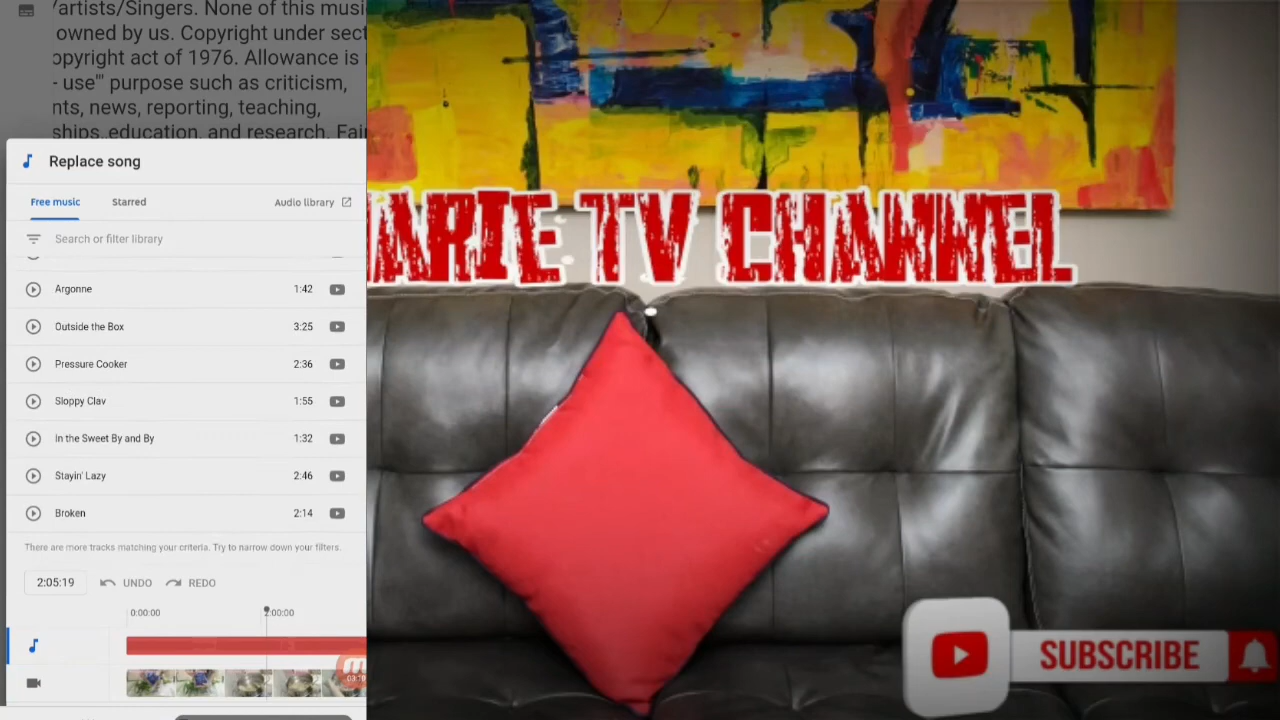 /artists/Singers. None of this musi
owned by us. Copyright under sect
opyright act of 1976. Allowance is
- use"' purpose such as criticism,
nts, news, reporting, teaching,
ships, education, and research. Fair
Replace song
Free music
Starred
Audio library
Search or filter library
Argonne 1:42
Outside the Box 3:25
Pressure Cooker 2:36
Sloppy Clav 1:55
In the Sweet By and By 1:32
Stayin' Lazy 2:46
Broken 2:14
There are more tracks matching your criteria. Try to narrow down your filters.
2:05:19 UNDO REDO
0:00:00 2:00:00
ARIE TV CHANNEL
SUBSCRIBE